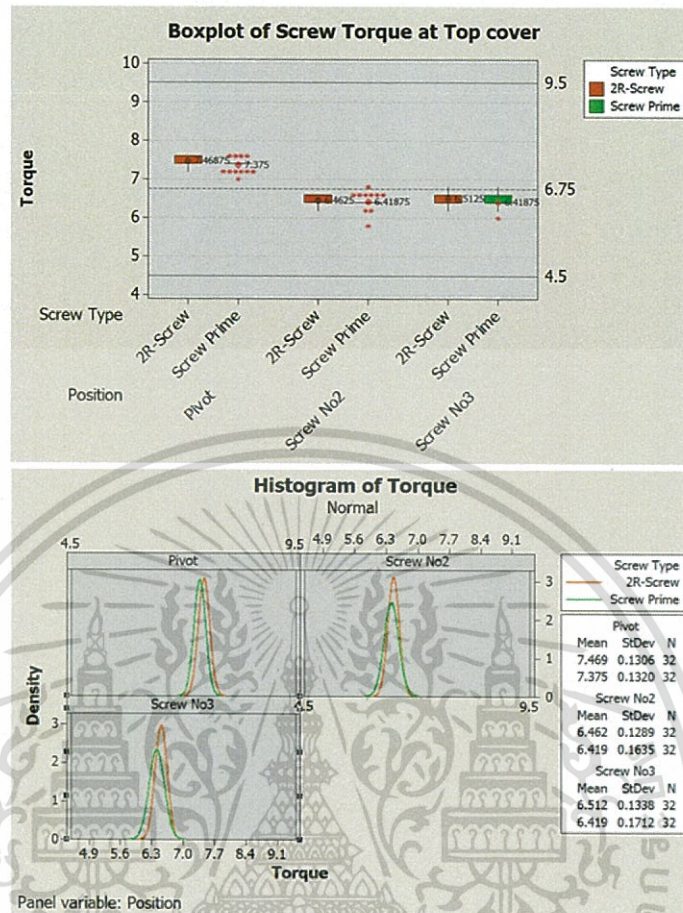 Boxplot of Screw Torque at Top cover
Torque
10
9
8
7
6
5
4
9.5
6.75
4.5
46875
7.375
6.4625
6.41875
6.5125
6.41875
Screw Type
2R-Screw
Screw Prime
Screw Type
2R-Screw
Screw Prime
2R-Screw
Screw Prime
2R-Screw
Screw Prime
Position
Pivot
Screw No2
Screw No3
Histogram of Torque
Normal
4.5
9.5
4.9 5.6 6.3 7.0 7.7 8.4 9.1
Pivot
Screw No2
Density
3
2
1
0
4.5
9.5
Screw No3
3
2
1
0
4.9 5.6 6.3 7.0 7.7 8.4 9.1
Torque
Screw Type
2R-Screw
Screw Prime
Pivot
Mean StDev N
7.469 0.1306 32
7.375 0.1320 32
Screw No2
Mean StDev N
6.462 0.1289 32
6.419 0.1635 32
Screw No3
Mean StDev N
6.512 0.1338 32
6.419 0.1712 32
Panel variable: Position